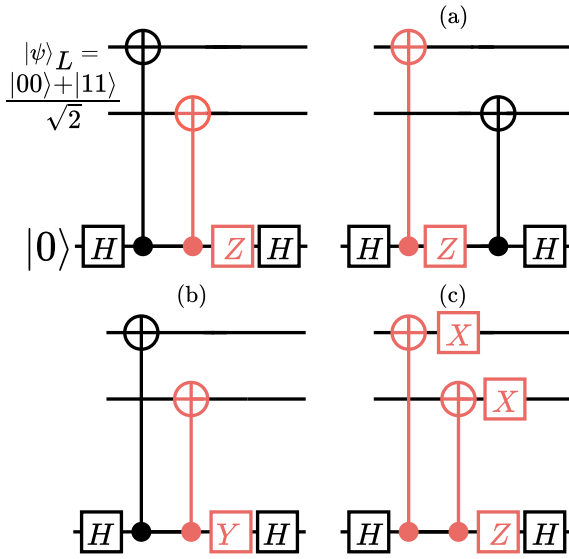 (a)
|ψ⟩L =
|00⟩+|11⟩
√2
|0⟩ H Z H
H Z H
(b)
(c)
X
X
H Y H
H Z H